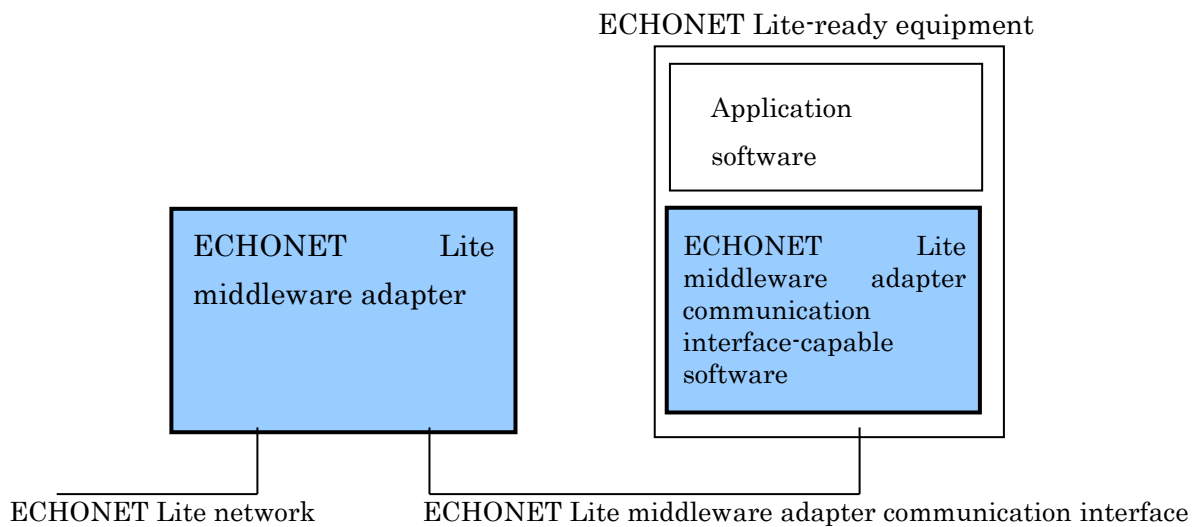 ECHONET Lite-ready equipment
Application
software
ECHONET Lite
middleware adapter
ECHONET Lite
middleware adapter
communication
interface-capable
software
ECHONET Lite network
ECHONET Lite middleware adapter communication interface